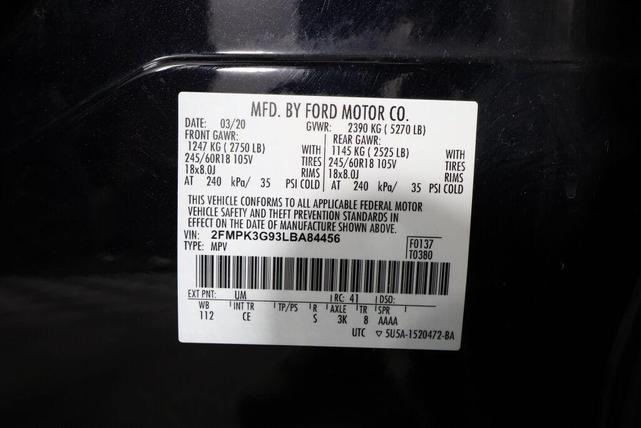 MFD. BY FORD MOTOR CO.
DATE: 03/20 GVWR: 2390 KG ( 5270 LB)
FRONT GAWR: REAR GAWR:
1247 KG ( 2750 LB) WITH 1145 KG ( 2525 LB) WITH
245/60R18 105V TIRES 245/60R18 105V TIRES
18x8.0J RIMS 18x8.0J RIMS
AT 240 kPa/ 35 PSI COLD AT 240 kPa/ 35 PSI COLD
THIS VEHICLE CONFORMS TO ALL APPLICABLE FEDERAL MOTOR
VEHICLE SAFETY AND THEFT PREVENTION STANDARDS IN
EFFECT ON THE DATE OF MANUFACTURE SHOWN ABOVE.
VIN: 2FMPK3G93LBA84456 F0137
TYPE: MPV T0380
EXT PNT: UM RC: 41 DSO:
WB INT TR TP/PS R AXLE TR SPR
112 CE S 3K 8 AAAA
UTC ▽ 5U5A-1520472-BA